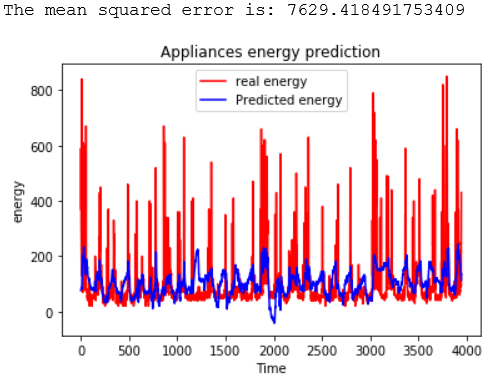 The mean squared error is: 7629.418491753409
Appliances energy prediction
real energy
Predicted energy
800
600
400
200
0
energy
0 500 1000 1500 2000 2500 3000 3500 4000
Time